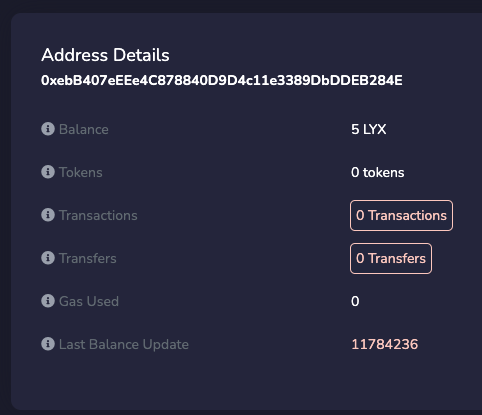 Address Details
0xebB407eEEe4C878840D9D4c11e3389DbDDEB284E
Balance 5 LYX
Tokens 0 tokens
Transactions 0 Transactions
Transfers 0 Transfers
Gas Used 0
Last Balance Update 11784236